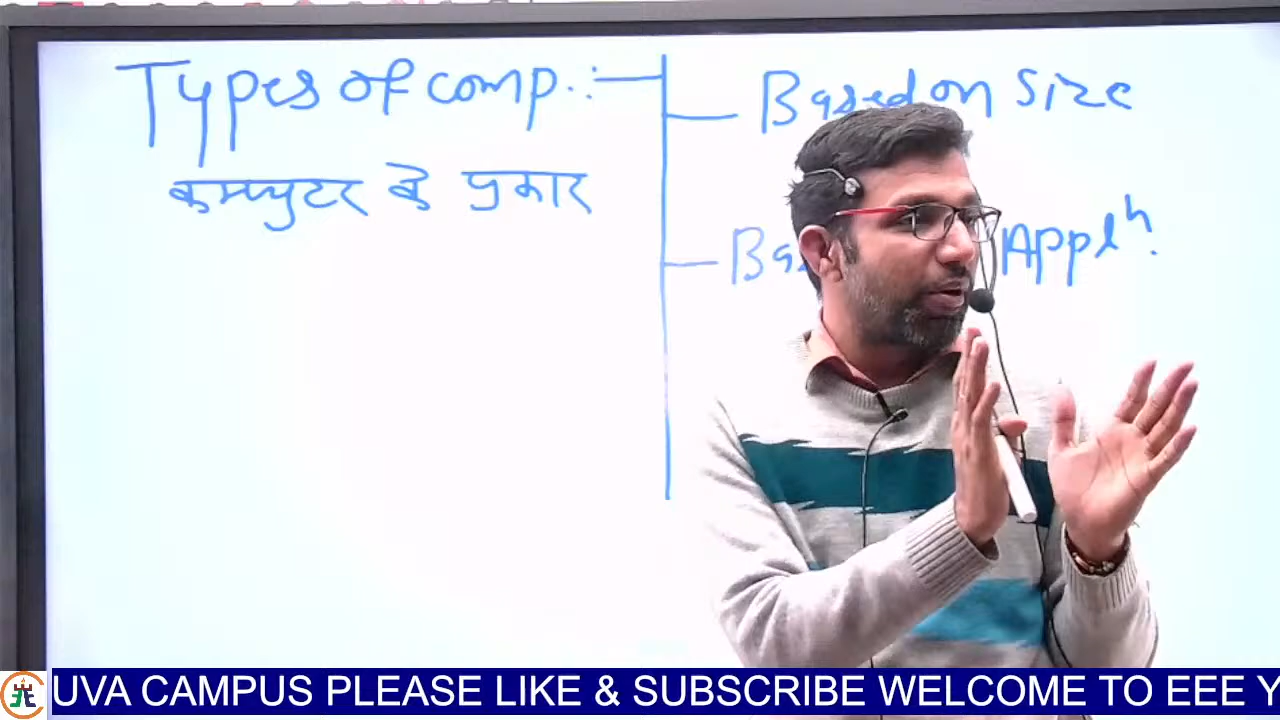 Types of comp. :-
कम्प्युटर के प्रकार
Based on Size
Appl^n.
UVA CAMPUS PLEASE LIKE & SUBSCRIBE WELCOME TO EEE Y